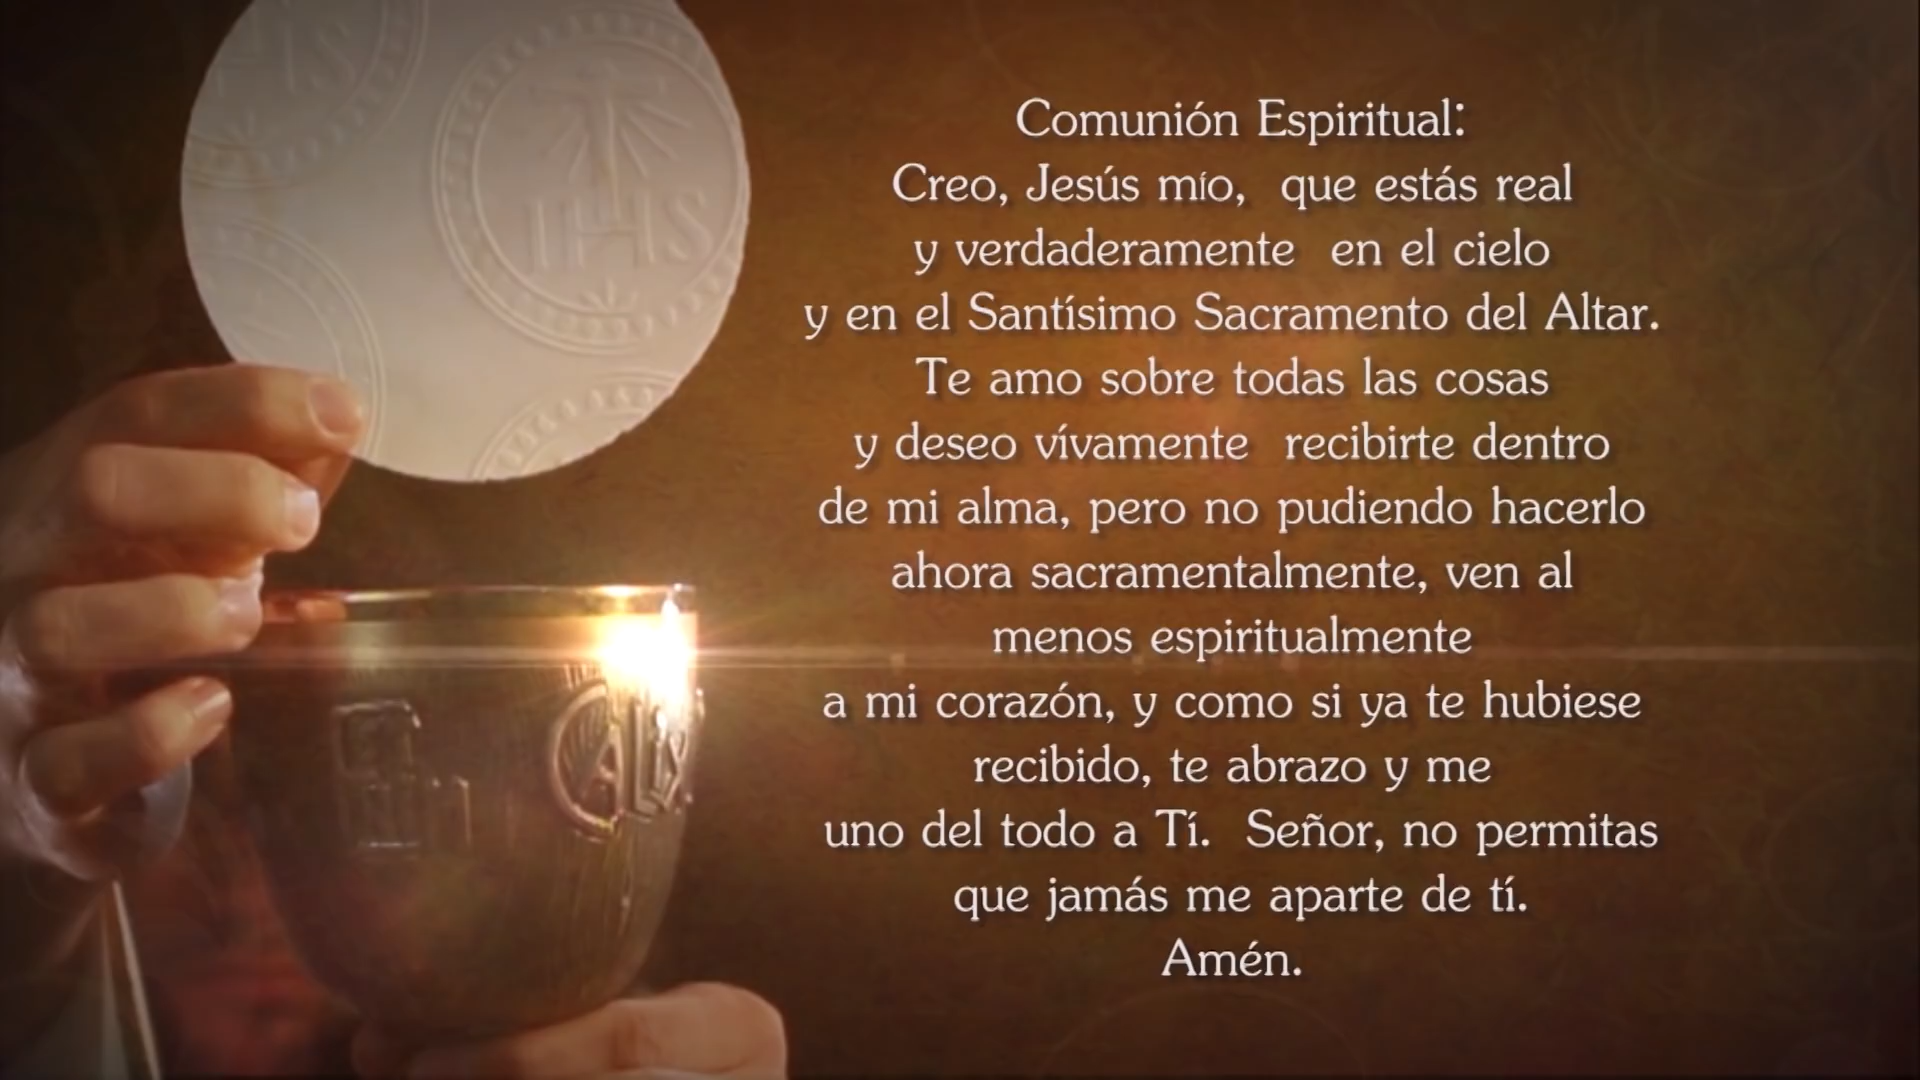 IHS
Comunión Espiritual:
Creo, Jesús mío, que estás real
y verdaderamente en el cielo
y en el Santísimo Sacramento del Altar.
Te amo sobre todas las cosas
y deseo vívamente recibirte dentro
de mi alma, pero no pudiendo hacerlo
ahora sacramentalmente, ven al
menos espiritualmente
a mi corazón, y como si ya te hubiese
recibido, te abrazo y me
uno del todo a Tí. Señor, no permitas
que jamás me aparte de tí.
Amén.